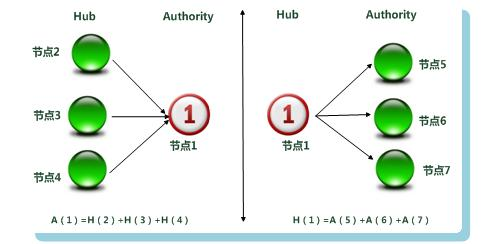 Hub
Authority
节点2
节点3
1
节点1
节点4
A(1)=H(2)+H(3)+H(4)
Hub
Authority
节点5
1
节点6
节点1
节点7
H(1)=A(5)+A(6)+A(7)